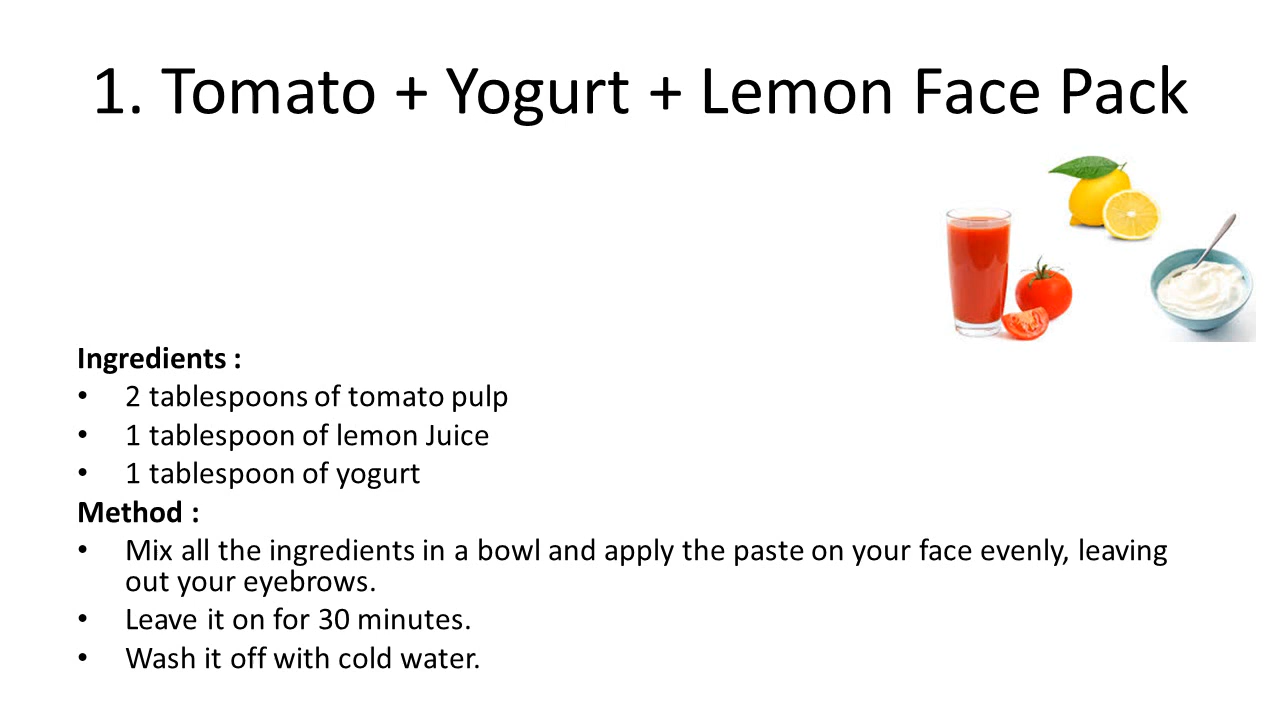 1. Tomato + Yogurt + Lemon Face Pack
Ingredients :
• 2 tablespoons of tomato pulp
• 1 tablespoon of lemon Juice
• 1 tablespoon of yogurt
Method :
• Mix all the ingredients in a bowl and apply the paste on your face evenly, leaving
out your eyebrows.
• Leave it on for 30 minutes.
• Wash it off with cold water.